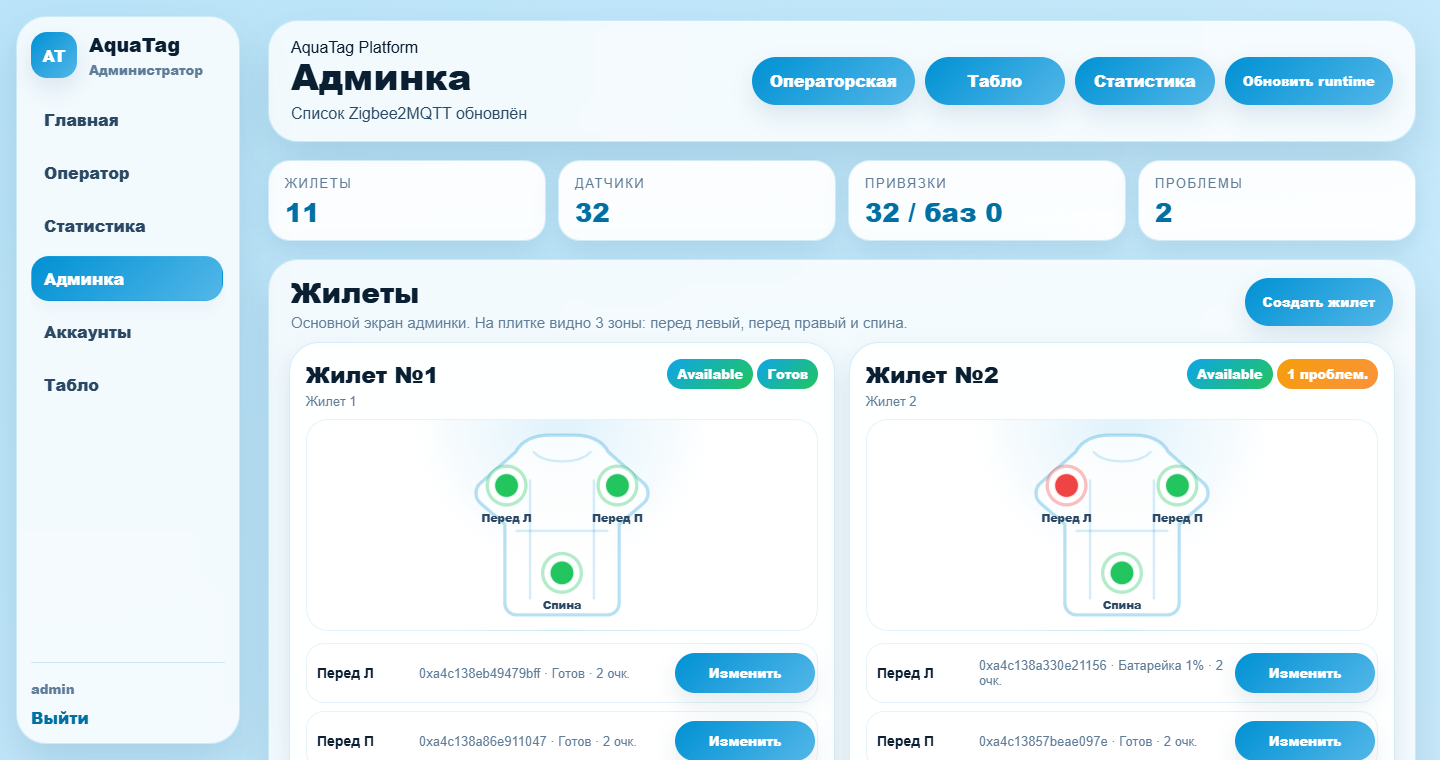 AT
AquaTag
Администратор
Главная
Оператор
Статистика
Админка
Аккаунты
Табло
admin
Выйти
AquaTag Platform
Админка
Список Zigbee2MQTT обновлён
Операторская
Табло
Статистика
Обновить runtime
ЖИЛЕТЫ
11
ДАТЧИКИ
32
ПРИВЯЗКИ
32 / баз 0
ПРОБЛЕМЫ
2
Жилеты
Основной экран админки. На плитке видно 3 зоны: перед левый, перед правый и спина.
Создать жилет
Жилет №1
Жилет 1
Available
Готов
Перед Л
Перед П
Спина
Перед Л
0xa4c138eb49479bff · Готов · 2 очк.
Изменить
Перед П
0xa4c138a86e911047 · Готов · 2 очк.
Изменить
Жилет №2
Жилет 2
Available
1 проблем.
Перед Л
Перед П
Спина
Перед Л
0xa4c138a330e21156 · Батарейка 1% · 2
очк.
Изменить
Перед П
0xa4c13857beae097e · Готов · 2 очк.
Изменить